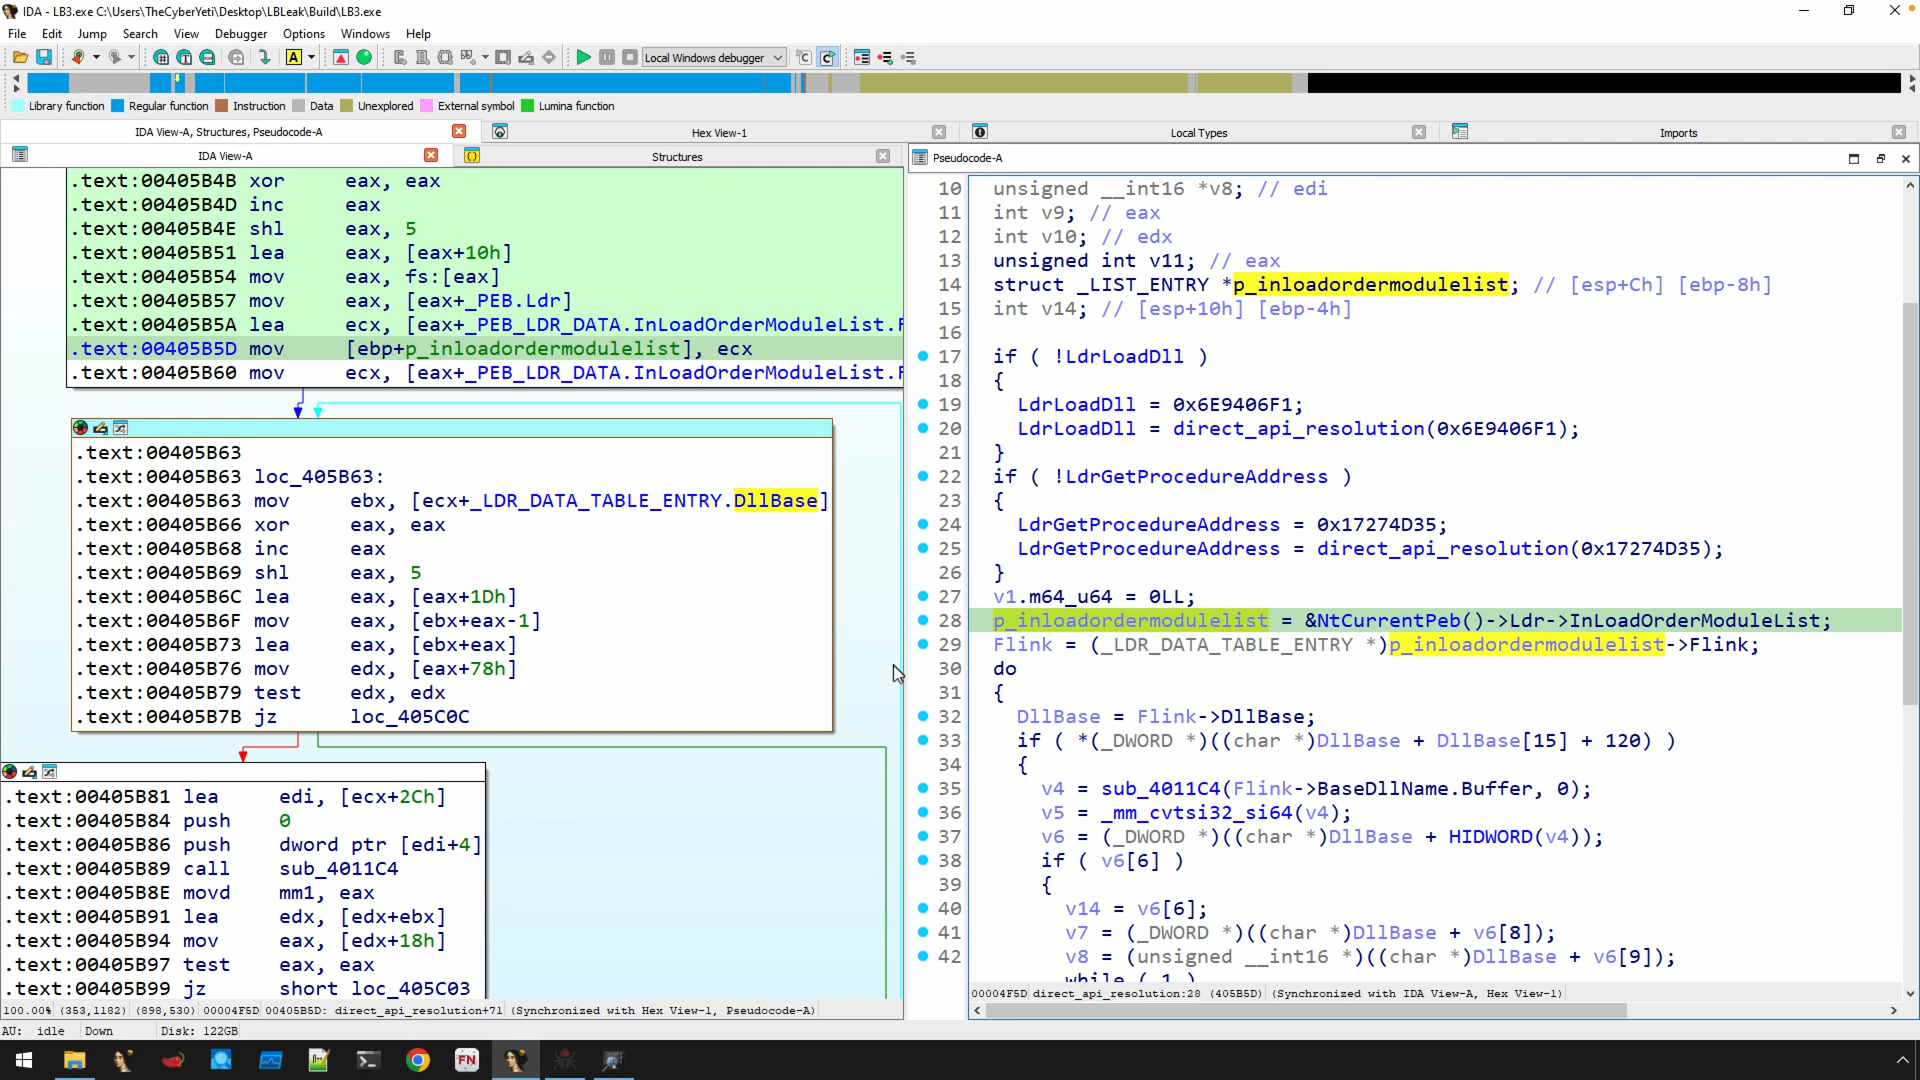 IDA - LB3.exe C:\Users\TheCyberYeti\Desktop\LBLeak\Build\LB3.exe
File Edit Jump Search View Debugger Options Windows Help
A Local Windows debugger
Library function Regular function Instruction Data Unexplored External symbol Lumina function
IDA View-A, Structures, Pseudocode-A Hex View-1 Local Types Imports
IDA View-A Structures
.text:00405B4B xor eax, eax
.text:00405B4D inc eax
.text:00405B4E shl eax, 5
.text:00405B51 lea eax, [eax+10h]
.text:00405B54 mov eax, fs:[eax]
.text:00405B57 mov eax, [eax+_PEB.Ldr]
.text:00405B5A lea ecx, [eax+_PEB_LDR_DATA.InLoadOrderModuleList.F
.text:00405B5D mov [ebp+p_inloadordermodulelist], ecx
.text:00405B60 mov ecx, [eax+_PEB_LDR_DATA.InLoadOrderModuleList.F
.text:00405B63
.text:00405B63 loc_405B63:
.text:00405B63 mov ebx, [ecx+_LDR_DATA_TABLE_ENTRY.DllBase]
.text:00405B66 xor eax, eax
.text:00405B68 inc eax
.text:00405B69 shl eax, 5
.text:00405B6C lea eax, [eax+1Dh]
.text:00405B6F mov eax, [ebx+eax-1]
.text:00405B73 lea eax, [ebx+eax]
.text:00405B76 mov edx, [eax+78h]
.text:00405B79 test edx, edx
.text:00405B7B jz loc_405C0C
.text:00405B81 lea edi, [ecx+2Ch]
.text:00405B84 push 0
.text:00405B86 push dword ptr [edi+4]
.text:00405B89 call sub_4011C4
.text:00405B8E movd mm1, eax
.text:00405B91 lea edx, [edx+ebx]
.text:00405B94 mov eax, [edx+18h]
.text:00405B97 test eax, eax
.text:00405B99 jz short loc_405C03
100.00% (353,1182) (898,530) 00004F5D 00405B5D: direct_api_resolution+71 (Synchronized with Hex View-1, Pseudocode-A)
Pseudocode-A
10 unsigned __int16 *v8; // edi
11 int v9; // eax
12 int v10; // edx
13 unsigned int v11; // eax
14 struct _LIST_ENTRY *p_inloadordermodulelist; // [esp+Ch] [ebp-8h]
15 int v14; // [esp+10h] [ebp-4h]
16
17 if ( !LdrLoadDll )
18 {
19 LdrLoadDll = 0x6E9406F1;
20 LdrLoadDll = direct_api_resolution(0x6E9406F1);
21 }
22 if ( !LdrGetProcedureAddress )
23 {
24 LdrGetProcedureAddress = 0x17274D35;
25 LdrGetProcedureAddress = direct_api_resolution(0x17274D35);
26 }
27 v1.m64_u64 = 0LL;
28 p_inloadordermodulelist = &NtCurrentPeb()->Ldr->InLoadOrderModuleList;
29 Flink = (_LDR_DATA_TABLE_ENTRY *)p_inloadordermodulelist->Flink;
30 do
31 {
32 DllBase = Flink->DllBase;
33 if ( *(_DWORD *)((char *)DllBase + DllBase[15] + 120) )
34 {
35 v4 = sub_4011C4(Flink->BaseDllName.Buffer, 0);
36 v5 = _mm_cvtsi32_si64(v4);
37 v6 = (_DWORD *)((char *)DllBase + HIDWORD(v4));
38 if ( v6[6] )
39 {
40 v14 = v6[6];
41 v7 = (_DWORD *)((char *)DllBase + v6[8]);
42 v8 = (unsigned __int16 *)((char *)DllBase + v6[9]);
while ( 1 )
00004F5D direct_api_resolution:28 (405B5D) (Synchronized with IDA View-A, Hex View-1)
AU: idle Down Disk: 122GB
FN